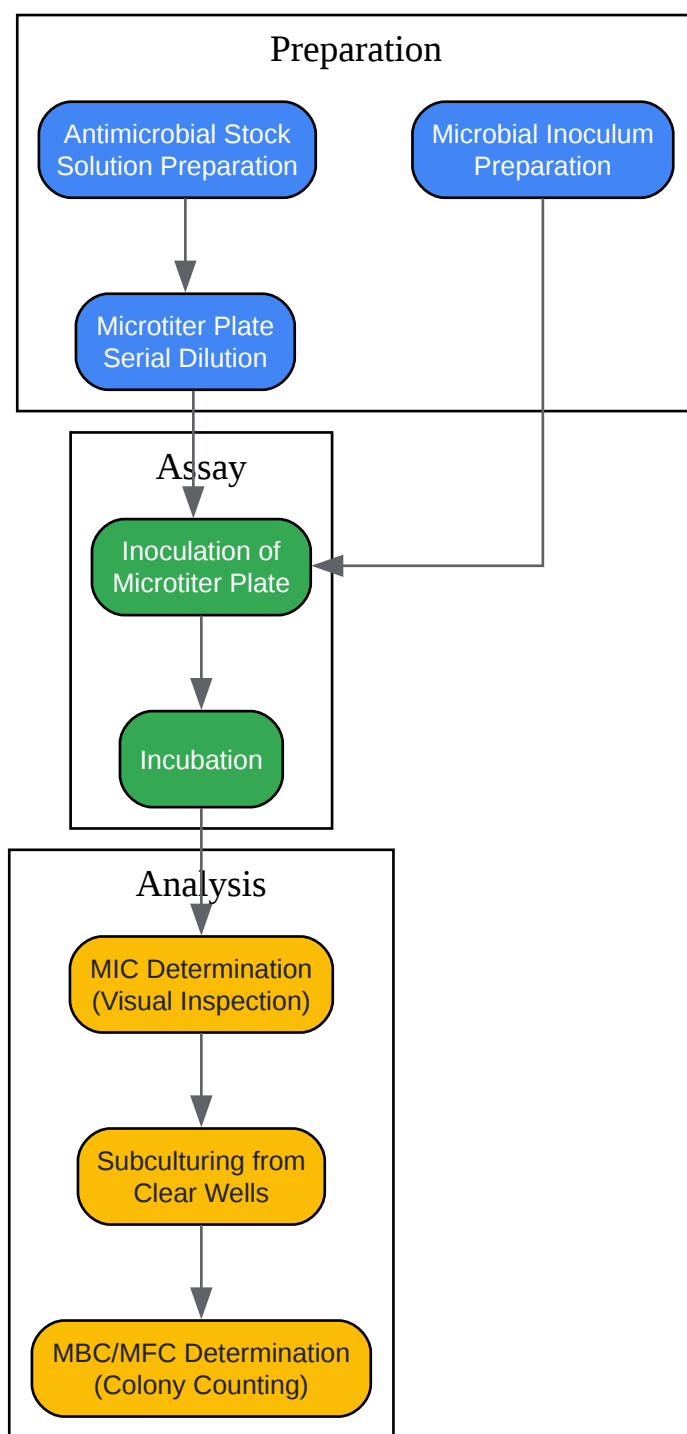 Preparation
Antimicrobial Stock
Solution Preparation
Microbial Inoculum
Preparation
Microtiter Plate
Serial Dilution
Assay
Inoculation of
Microtiter Plate
Incubation
Analysis
MIC Determination
(Visual Inspection)
Subculturing from
Clear Wells
MBC/MFC Determination
(Colony Counting)